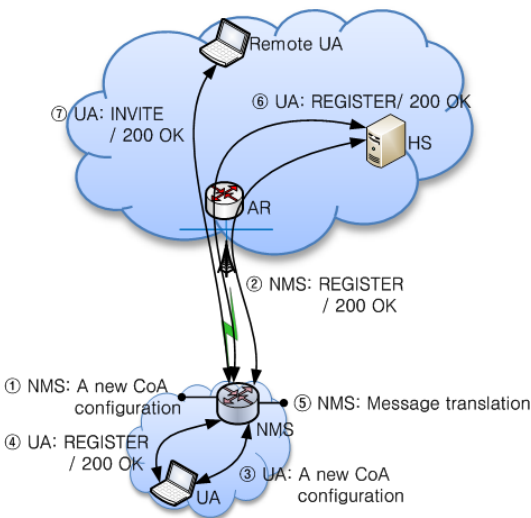 Remote UA
⑦ UA: INVITE
/ 200 OK
⑥ UA: REGISTER/ 200 OK
HS
AR
② NMS: REGISTER
/ 200 OK
① NMS: A new CoA
configuration
⑤ NMS: Message translation
NMS
④ UA: REGISTER
/ 200 OK
UA
③ UA: A new CoA
configuration